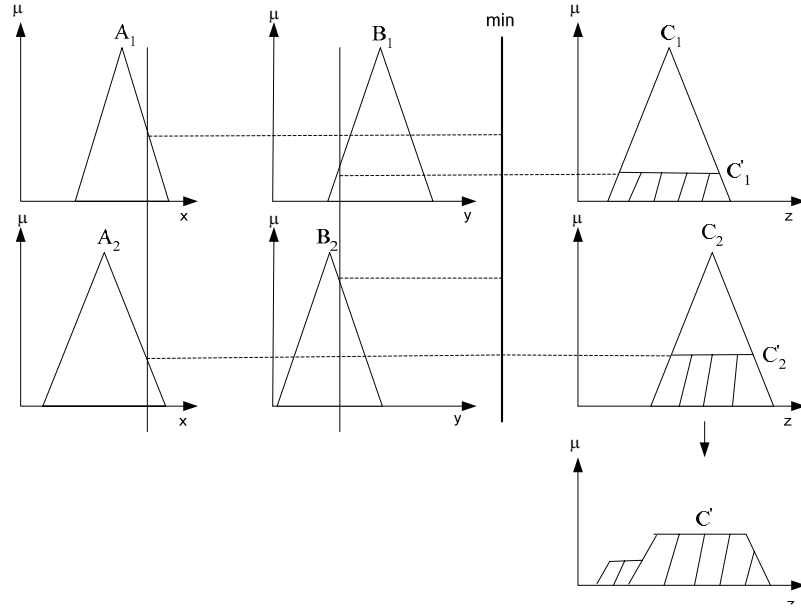 μ A₁ x
μ B₁ y
min
μ C₁ C'₁ z
μ A₂ x
μ B₂ y
μ C₂ C'₂ z
μ C' z